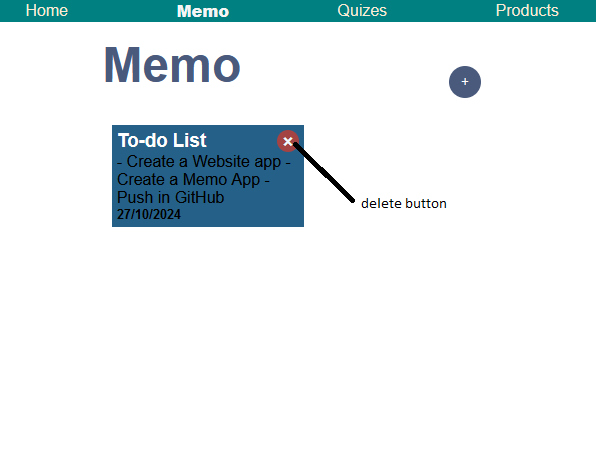 Home Memo Quizes Products
Memo
+
To-do List
- Create a Website app -
Create a Memo App -
Push in GitHub
27/10/2024
delete button